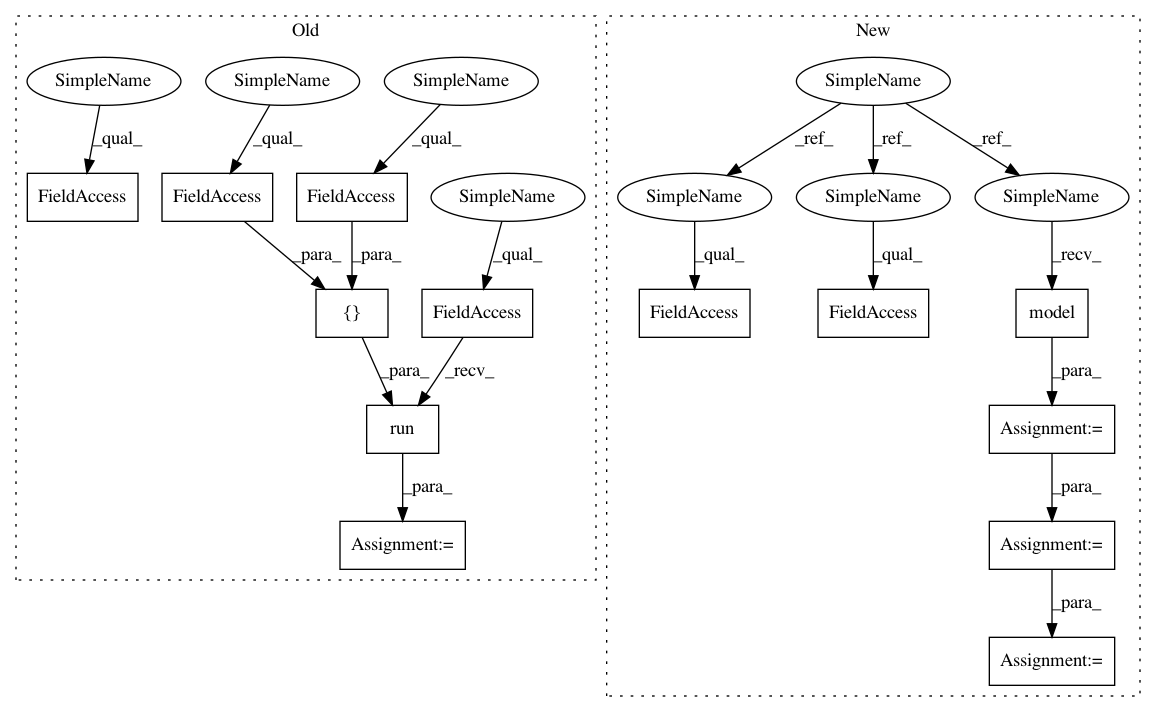 Old
New
SimpleName
SimpleName
SimpleName
SimpleName
_qual_
_qual_
_qual_
_ref_
_ref_
_ref_
FieldAccess
FieldAccess
FieldAccess
SimpleName
SimpleName
SimpleName
SimpleName
_para_
_para_
_qual_
_qual_
_qual_
_recv_
{}
FieldAccess
FieldAccess
FieldAccess
model
_para_
_recv_
_para_
run
Assignment:=
_para_
_para_
Assignment:=
Assignment:=
_para_
Assignment:=